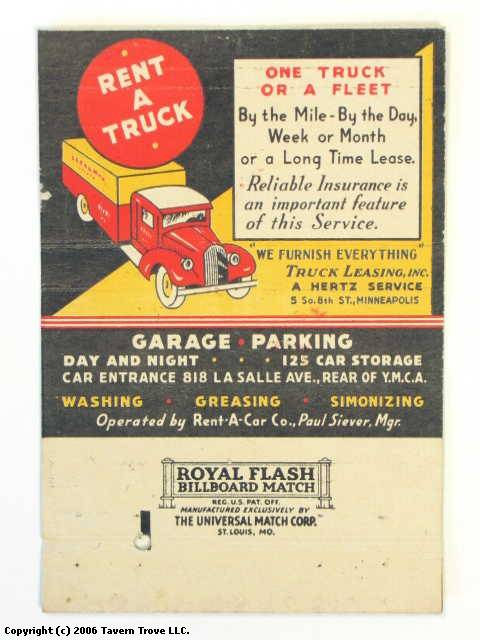 RENT
A
TRUCK
ONE TRUCK
OR A FLEET
By the Mile - By the Day,
Week or Month
or a Long Time Lease.
Reliable Insurance is
an important feature
of this Service.
"WE FURNISH EVERYTHING"
TRUCK LEASING, INC.
A HERTZ SERVICE
5 SO. 8TH ST., MINNEAPOLIS
GARAGE • PARKING
DAY AND NIGHT • • • 125 CAR STORAGE
CAR ENTRANCE 818 LA SALLE AVE., REAR OF Y.M.C.A.
WASHING • GREASING • SIMONIZING
Operated by Rent-A-Car Co., Paul Siever, Mgr.
ROYAL FLASH
BILLBOARD MATCH
REG. U.S. PAT. OFF.
MANUFACTURED EXCLUSIVELY BY
THE UNIVERSAL MATCH CORP.
ST. LOUIS, MO.
Copyright (c) 2006 Tavern Trove LLC.